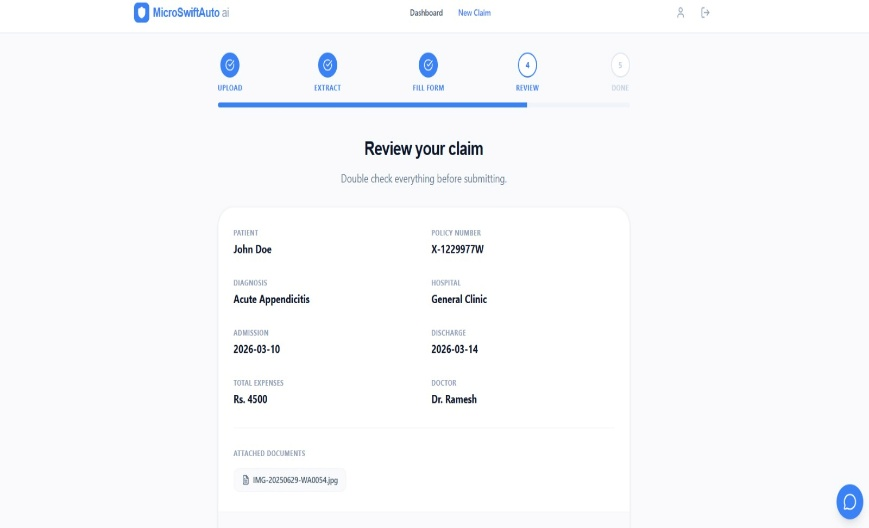 MicroSwiftAuto ai Dashboard New Claim
4 5
UPLOAD EXTRACT FILL FORM REVIEW DONE
Review your claim
Double check everything before submitting.
PATIENT POLICY NUMBER
John Doe X-1229977W
DIAGNOSIS HOSPITAL
Acute Appendicitis General Clinic
ADMISSION DISCHARGE
2026-03-10 2026-03-14
TOTAL EXPENSES DOCTOR
Rs. 4500 Dr. Ramesh
ATTACHED DOCUMENTS
IMG-20250629-WA0054.jpg